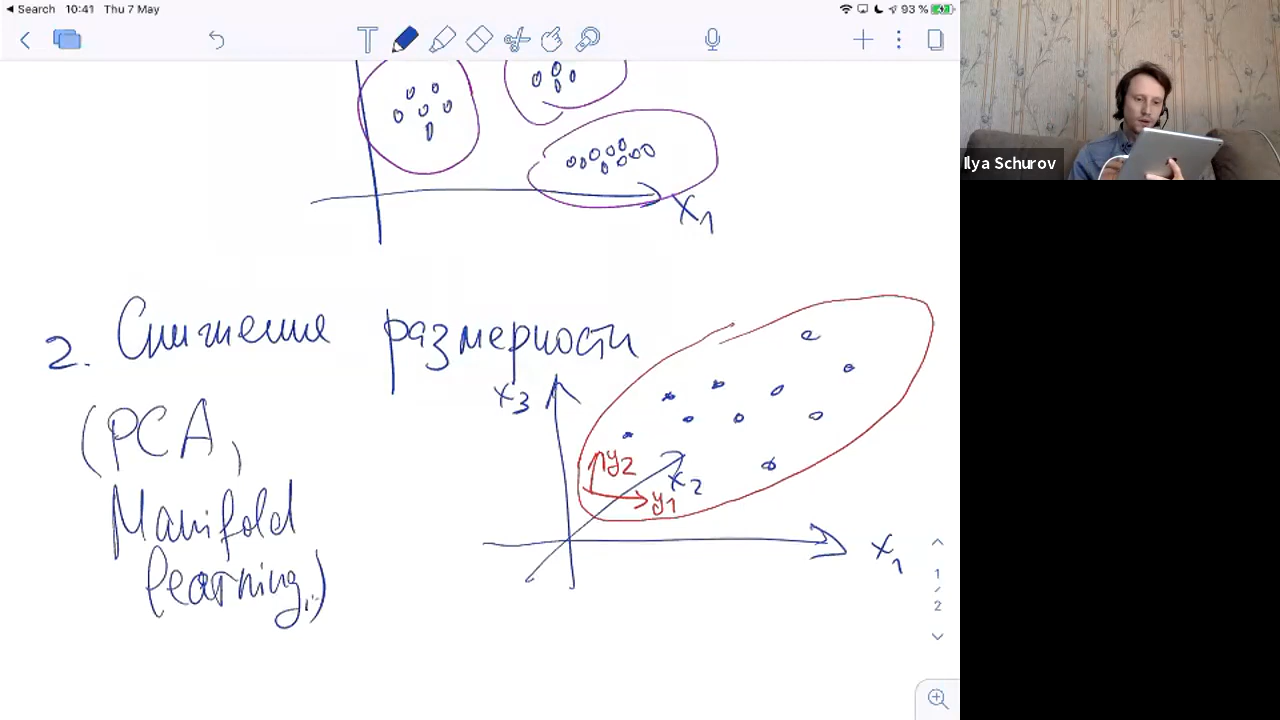 Search 10:41 Thu 7 May 93 %
T
x1
2. Снижение размерности
(PCA,
Manifold
learning,..)
x3
y2
x2
y1
x1
1
/
2
Ilya Schurov